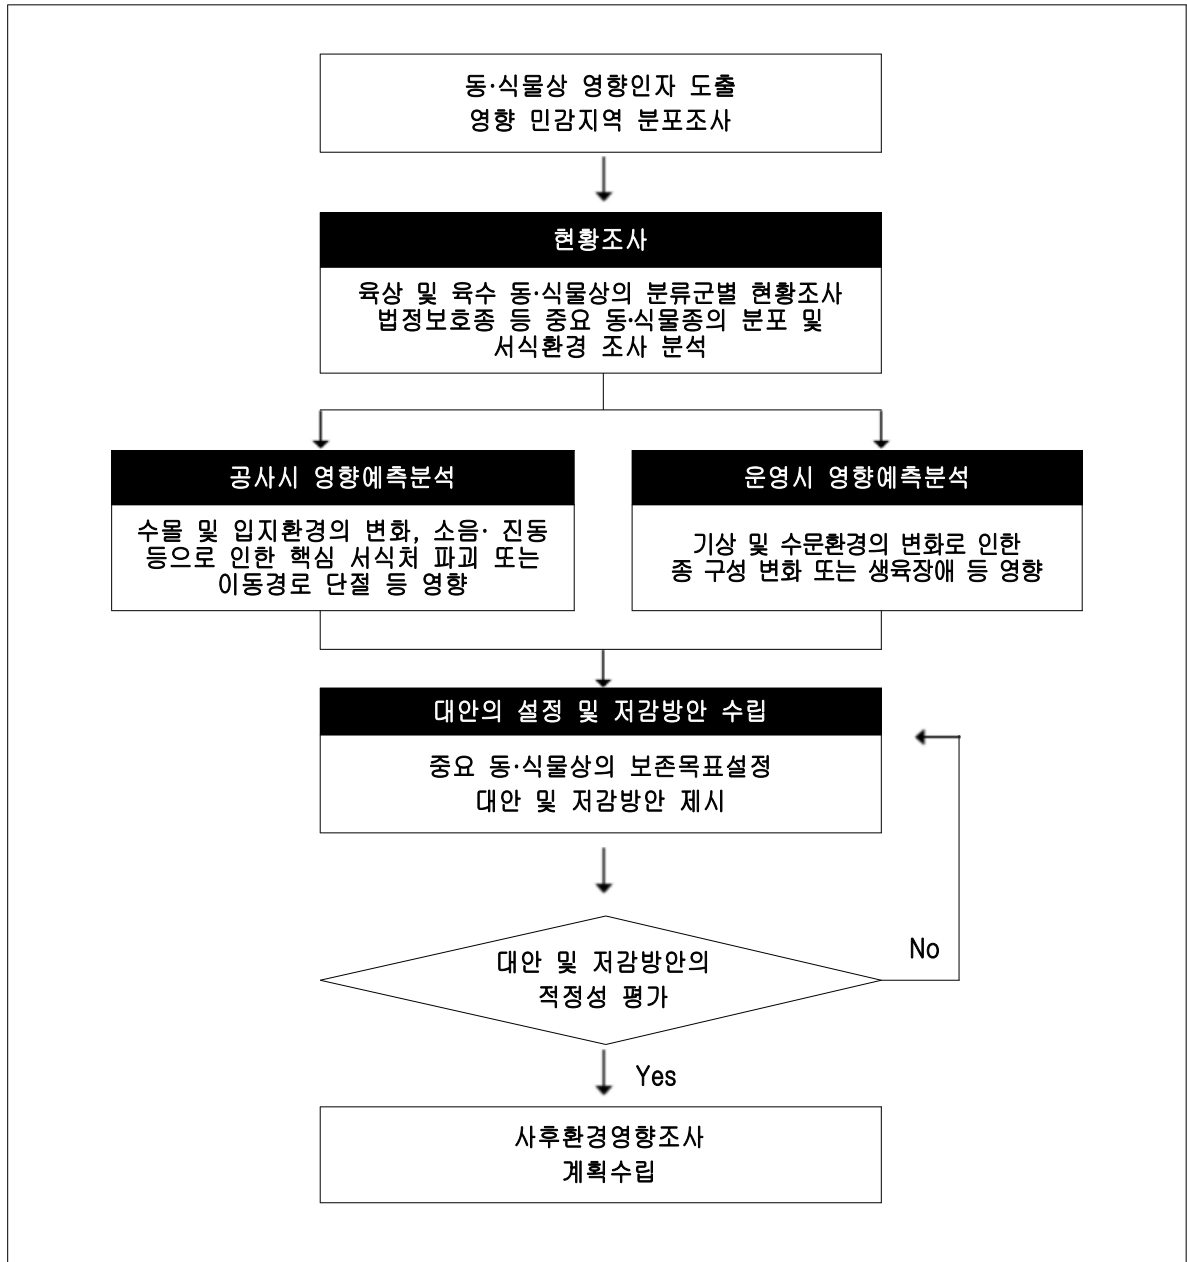 동·식물상 영향인자 도출
영향 민감지역 분포조사
현황조사
육상 및 육수 동·식물상의 분류군별 현황조사
법정보호종 등 중요 동·식물종의 분포 및
서식환경 조사 분석
공사시 영향예측분석
수몰 및 입지환경의 변화, 소음· 진동
등으로 인한 핵심 서식처 파괴 또는
이동경로 단절 등 영향
운영시 영향예측분석
기상 및 수문환경의 변화로 인한
종 구성 변화 또는 생육장애 등 영향
대안의 설정 및 저감방안 수립
중요 동·식물상의 보존목표설정
대안 및 저감방안 제시
대안 및 저감방안의
적정성 평가
No
Yes
사후환경영향조사
계획수립